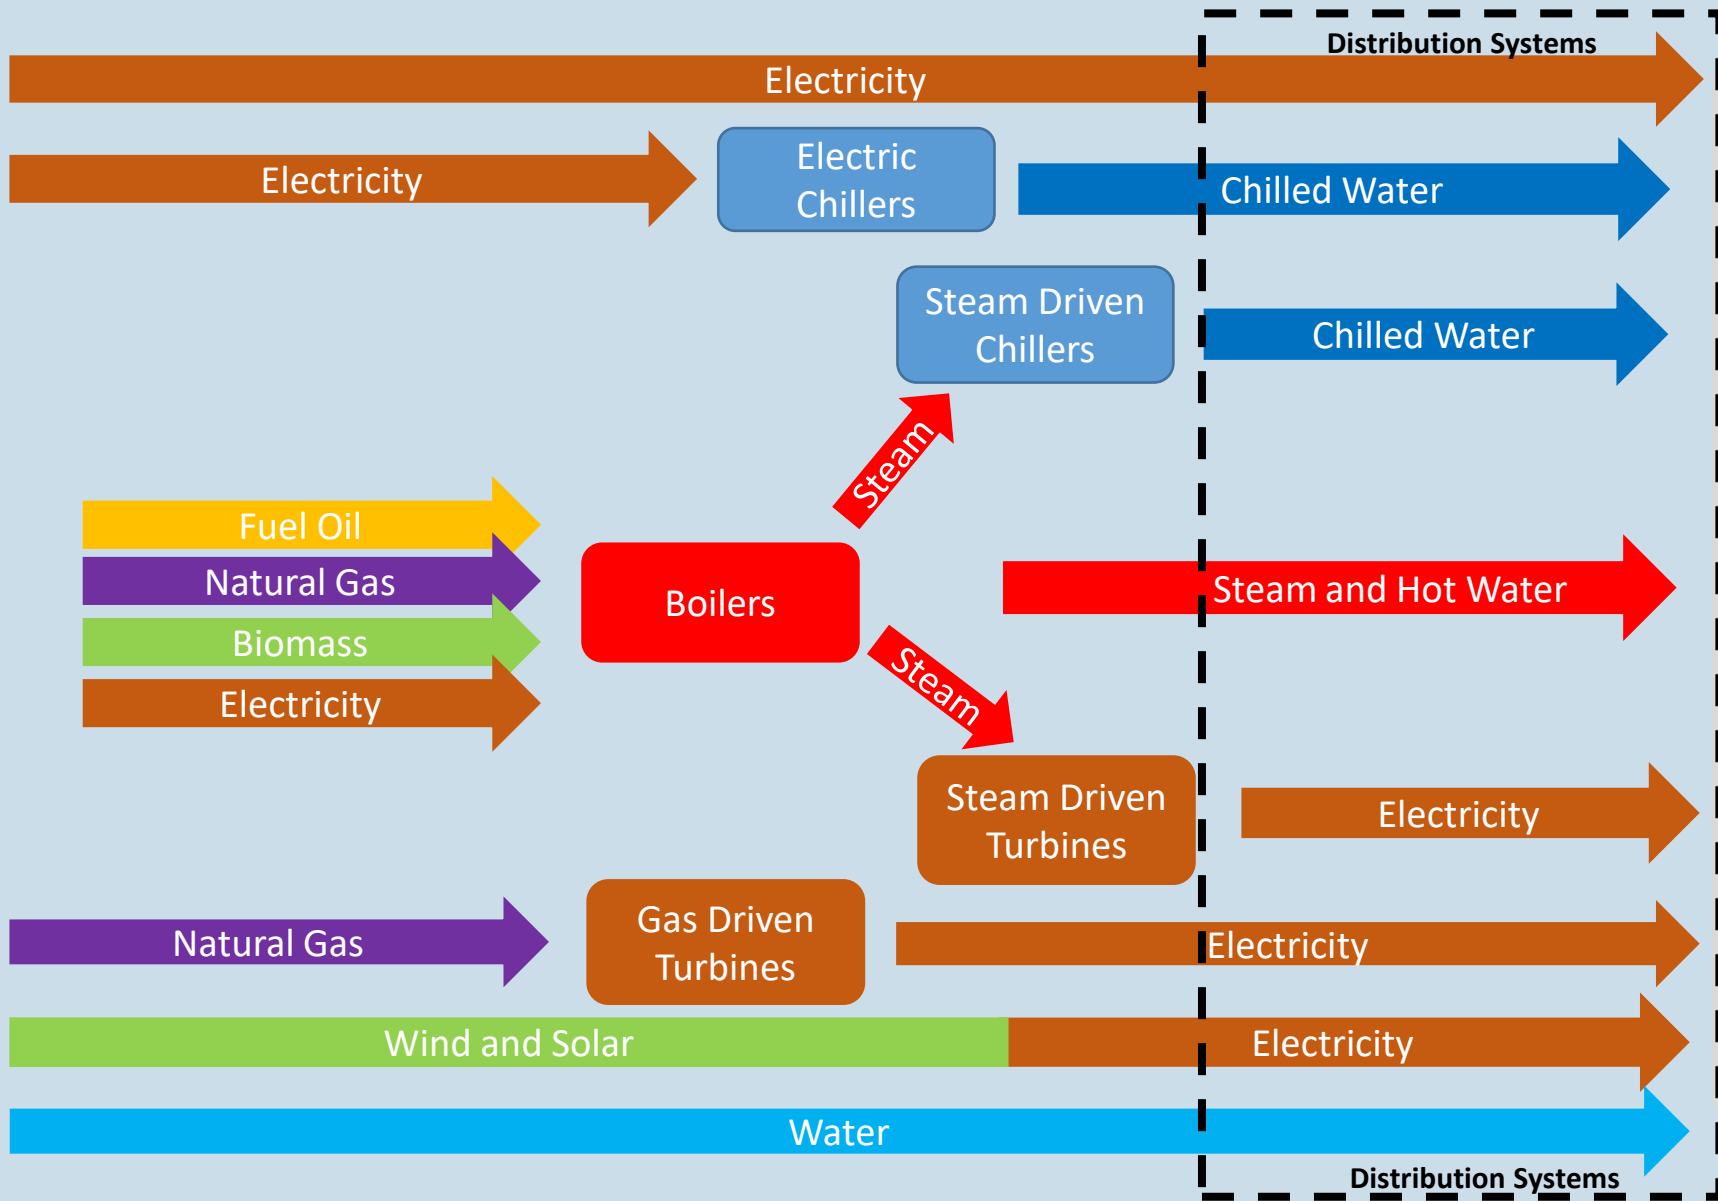 Distribution Systems
Electricity
Electricity
Electric
Chillers
Chilled Water
Steam Driven
Chillers
Chilled Water
Steam
Fuel Oil
Natural Gas
Biomass
Electricity
Boilers
Steam and Hot Water
Steam
Steam Driven
Turbines
Electricity
Natural Gas
Gas Driven
Turbines
Electricity
Wind and Solar
Electricity
Water
Distribution Systems